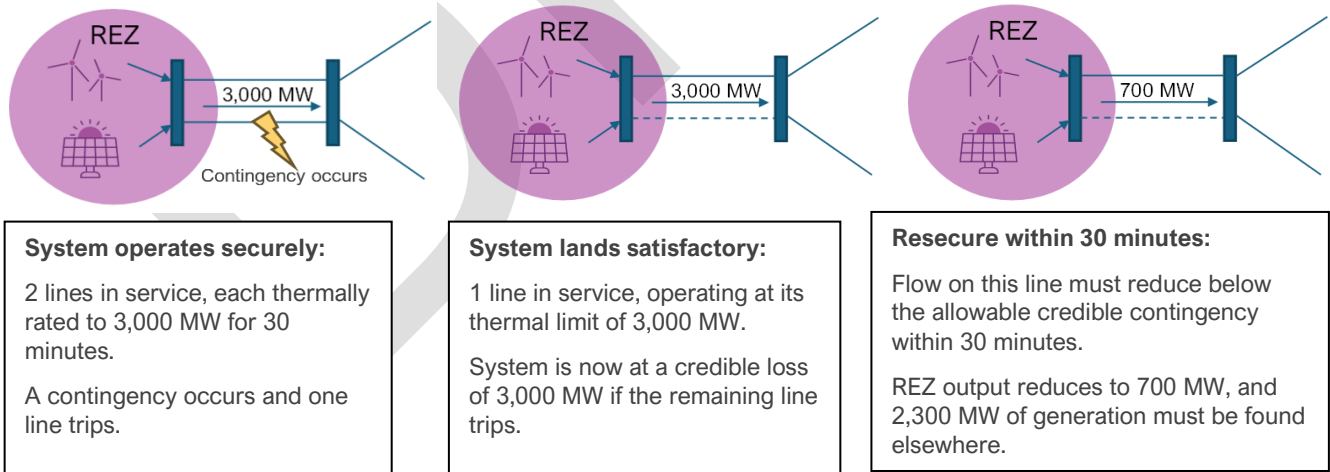 REZ
3,000 MW
Contingency occurs
REZ
3,000 MW
REZ
700 MW
System operates securely:
2 lines in service, each thermally
rated to 3,000 MW for 30
minutes.
A contingency occurs and one
line trips.
System lands satisfactory:
1 line in service, operating at its
thermal limit of 3,000 MW.
System is now at a credible loss
of 3,000 MW if the remaining line
trips.
Resecure within 30 minutes:
Flow on this line must reduce below
the allowable credible contingency
within 30 minutes.
REZ output reduces to 700 MW, and
2,300 MW of generation must be found
elsewhere.